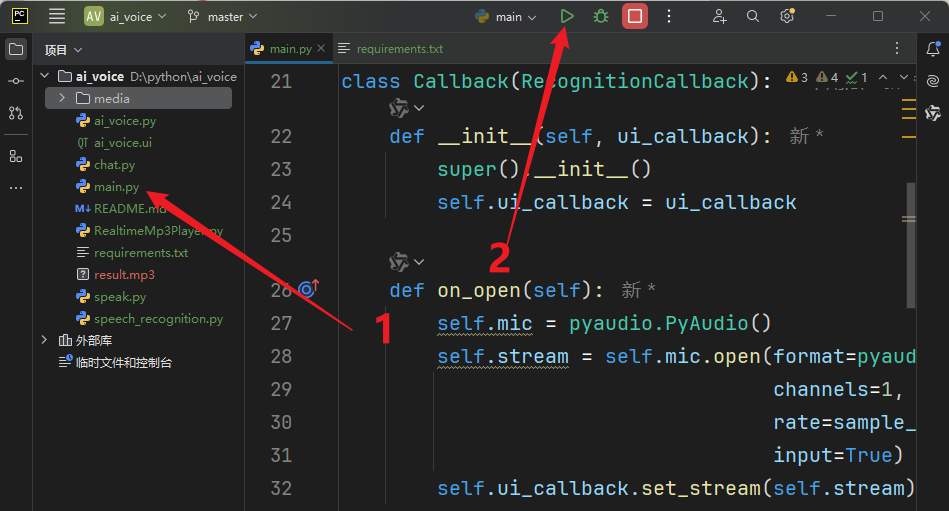 PC
AV ai_voice master main
项目
main.py requirements.txt
ai_voice D:\python\ai_voice
media
ai_voice.py
ai_voice.ui
chat.py
main.py
README.md
RealtimeMp3Player.py
requirements.txt
result.mp3
speak.py
speech_recognition.py
外部库
临时文件和控制台
3 4 1
21 class Callback(RecognitionCallback):
22 def __init__(self, ui_callback): 新 *
23 super().__init__()
24 self.ui_callback = ui_callback
25
26 def on_open(self): 新 *
27 self.mic = pyaudio.PyAudio()
28 self.stream = self.mic.open(format=pyaud
29 channels=1,
30 rate=sample_
31 input=True)
32 self.ui_callback.set_stream(self.stream)
1
2